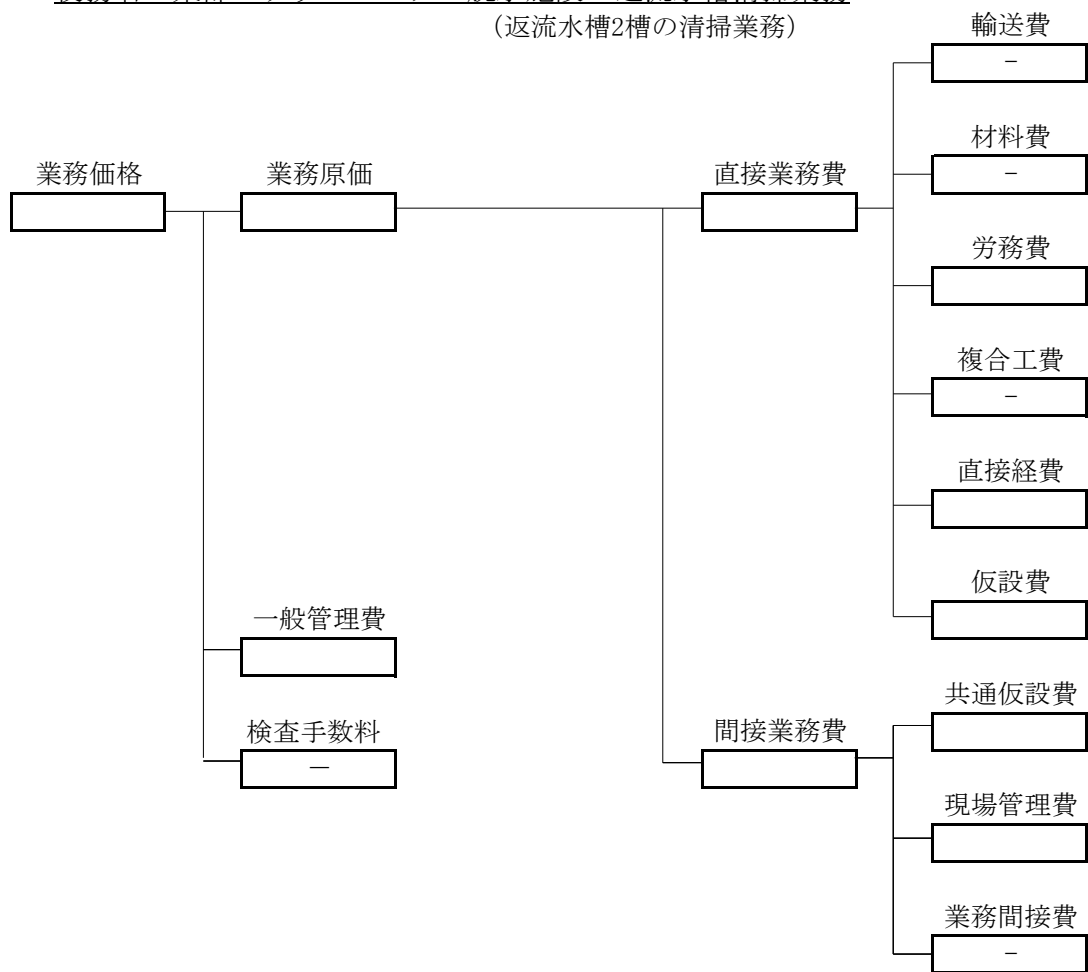 (返流水槽2槽の清掃業務)
輸送費
-
材料費
-
業務価格
業務原価
直接業務費
労務費
複合工費
-
直接経費
仮設費
一般管理費
共通仮設費
検査手数料
—
間接業務費
現場管理費
業務間接費
-